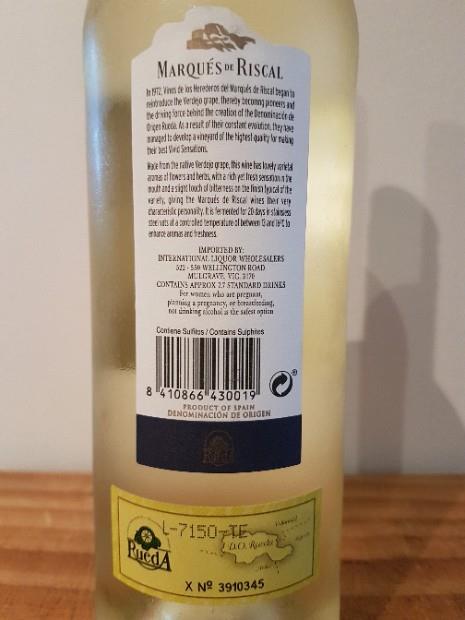 MARQUÉS DE RISCAL
In 1972, Vinos de los Herederos del Marqués de Riscal began to
reintroduce the Verdejo grape, thereby becoming pioneers and
the driving force behind the creation of the Denominación de
Origen Rueda. As a result of their constant evolution, they have
managed to develop a vineyard of the highest quality for making
their best Vivid Sensations.
Made from the native Verdejo grape, this wine has lovely varietal
aromas of flowers and herbs, with a rich yet fresh sensation in the
mouth and a slight touch of bitterness on the finish typical of the
variety, giving the Marqués de Riscal wines their very
characteristic personality. It is fermented for 20 days in stainless
steel vats at a controlled temperature of between 13 and 16°C to
enhance aromas and freshness.
IMPORTED BY:
INTERNATIONAL LIQUOR WHOLESALERS
522 - 550 WELLINGTON ROAD
MULGRAVE, VIC, 3170
CONTAINS APPROX 7.7 STANDARD DRINKS
For women who are pregnant,
planning a pregnancy, or breastfeeding,
not drinking alcohol is the safest option
Contiene Sulfitos / Contains Sulphites
8 410866 430019
PRODUCT OF SPAIN
DENOMINACIÓN DE ORIGEN
RUEDA
L-7150-TE
RuedA
D.O. Rueda
X Nº 3910345